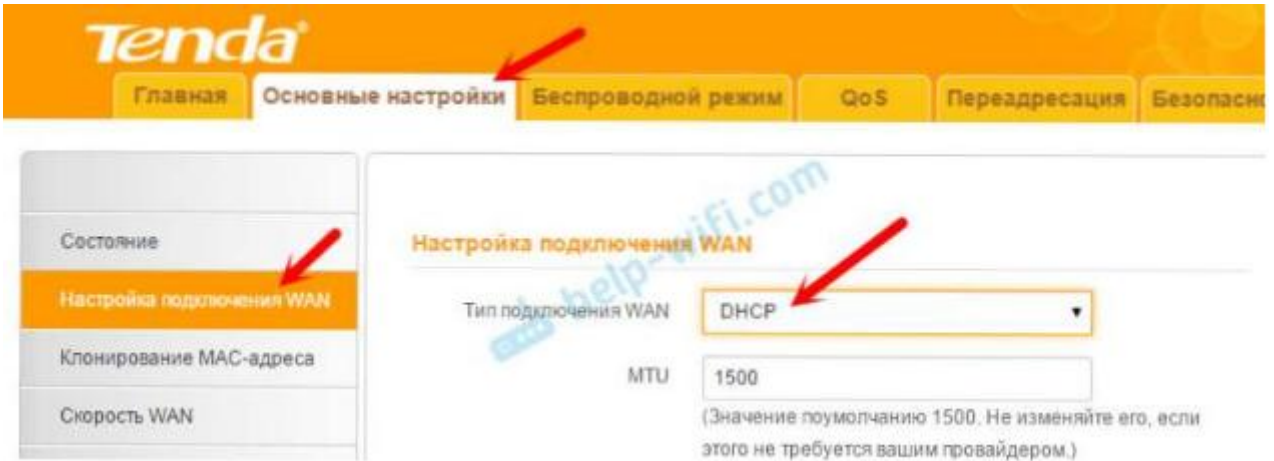 Tenda
Главная Основные настройки Беспроводной режим QoS Переадресация Безопасно
Состояние
Настройка подключения WAN
Клонирование MAC-адреса
Скорость WAN
Настройка подключения WAN
Тип подключения WAN DHCP
MTU 1500
(Значение поумолчанию 1500. Не изменяйте его, если
этого не требуется вашим провайдером.)
help-wifi.com